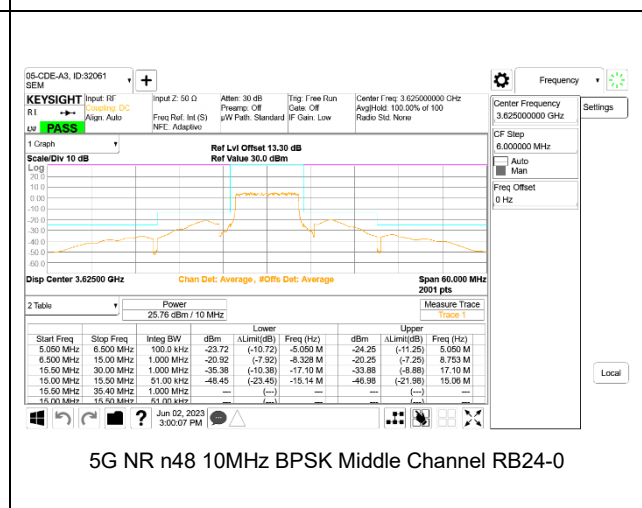 05-CDE-A3, ID:32061
SEM
Frequency
KEYSIGHT
Input: RF
Coupling: DC
Align: Auto
Input Z: 50 Ω
Freq Ref: Int (S)
NFE: Adaptive
Atten: 30 dB
Preamp: Off
µW Path: Standard
Trig: Free Run
Gate: Off
IF Gain: Low
Center Freq: 3.625000000 GHz
Avg|Hold: 100.00% of 100
Radio Std: None
PASS
Center Frequency
3.625000000 GHz
Settings
CF Step
6.000000 MHz
Auto
Man
Freq Offset
0 Hz
1 Graph
Scale/Div 10 dB
Ref Lvl Offset 13.30 dB
Ref Value 30.0 dBm
Log
20.0
10.0
0.00
-10.0
-20.0
-30.0
-40.0
-50.0
-60.0
Disp Center 3.62500 GHz
Chan Det: Average, #Offs Det: Average
Span 60.000 MHz
2001 pts
2 Table
Power
25.76 dBm / 10 MHz
Measure Trace
Trace 1
Lower Upper
Start Freq Stop Freq Integ BW dBm ΔLimit(dB) Freq (Hz) dBm ΔLimit(dB) Freq (Hz)
5.050 MHz 6.500 MHz 100.0 kHz -23.72 (-10.72) -5.050 M -24.25 (-11.25) 5.050 M
6.500 MHz 15.00 MHz 1.000 MHz -20.92 (-7.92) -8.328 M -20.25 (-7.25) 8.753 M
15.50 MHz 30.00 MHz 1.000 MHz -35.38 (-10.38) -17.10 M -33.88 (-8.88) 17.10 M
15.00 MHz 15.50 MHz 51.00 kHz -48.45 (-23.45) -15.14 M -46.98 (-21.98) 15.06 M
15.50 MHz 35.40 MHz 1.000 MHz --- (---) --- (---)
15.00 MHz 15.50 MHz 51.00 kHz --- (---) --- (---)
Local
Jun 02, 2023
3:00:07 PM
5G NR n48 10MHz BPSK Middle Channel RB24-0